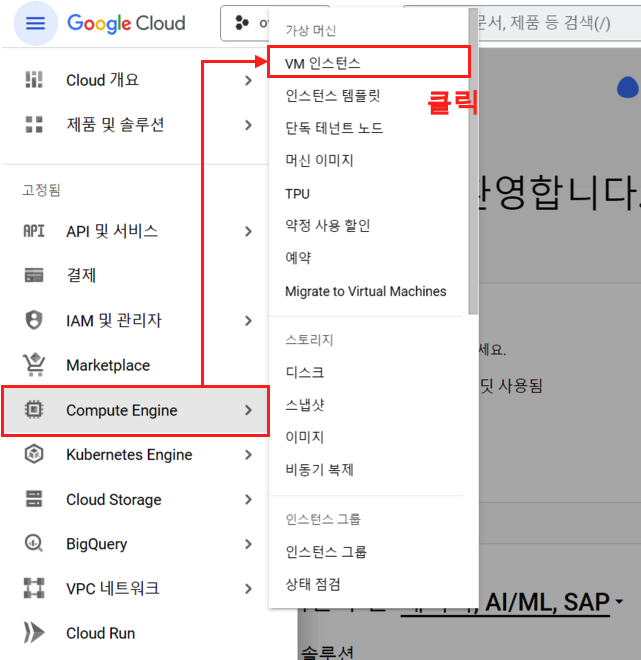 Google Cloud
문서, 제품 등 검색(/)
Cloud 개요
제품 및 솔루션
고정됨
API
API 및 서비스
결제
IAM 및 관리자
Marketplace
Compute Engine
Kubernetes Engine
Cloud Storage
BigQuery
VPC 네트워크
Cloud Run
가상 머신
VM 인스턴스
클릭
인스턴스 템플릿
단독 테넌트 노드
머신 이미지
TPU
약정 사용 할인
예약
Migrate to Virtual Machines
스토리지
디스크
스냅샷
이미지
비동기 복제
인스턴스 그룹
인스턴스 그룹
상태 점검
환영합니다.
세요.
딧 사용됨
AI/ML, SAP
솔루션